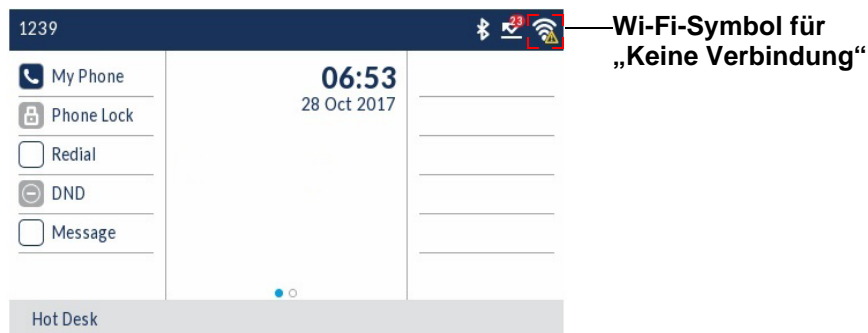 1239
23
Wi-Fi-Symbol für
„Keine Verbindung“
My Phone
06:53
28 Oct 2017
Phone Lock
Redial
DND
Message
Hot Desk